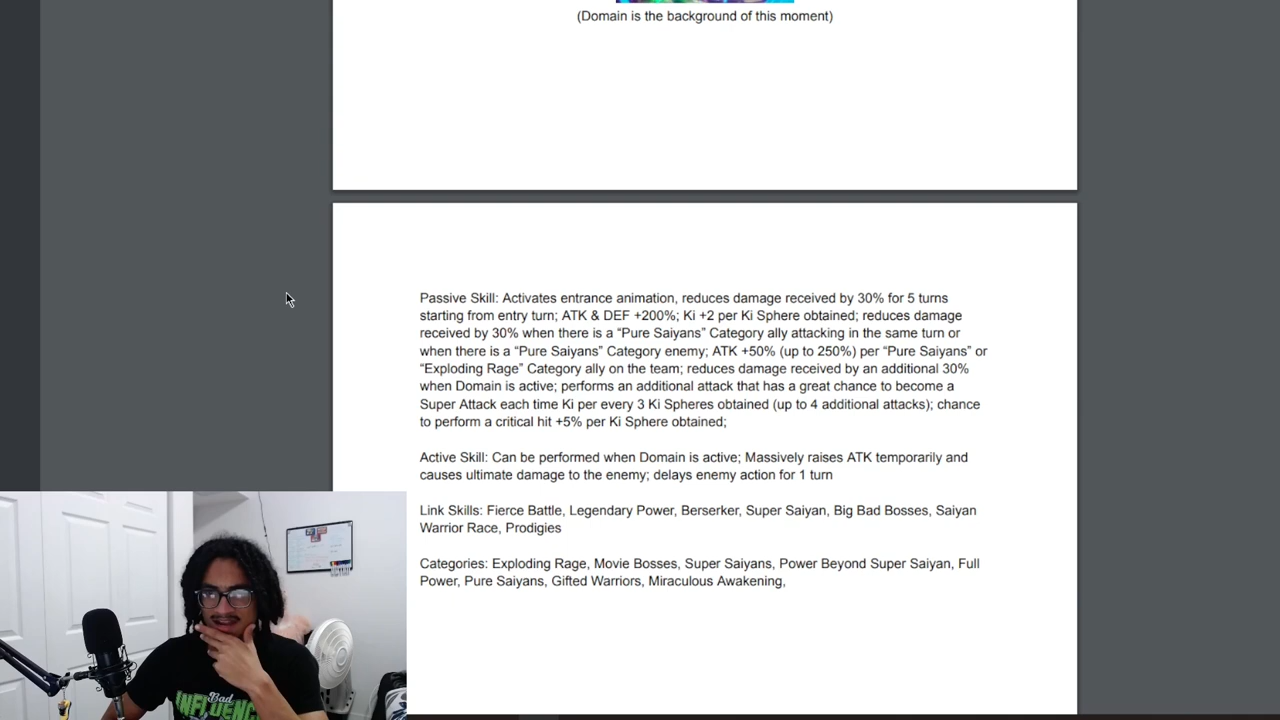 (Domain is the background of this moment)
Passive Skill: Activates entrance animation, reduces damage received by 30% for 5 turns
starting from entry turn; ATK & DEF +200%; Ki +2 per Ki Sphere obtained; reduces damage
received by 30% when there is a “Pure Saiyans” Category ally attacking in the same turn or
when there is a “Pure Saiyans” Category enemy; ATK +50% (up to 250%) per “Pure Saiyans” or
“Exploding Rage” Category ally on the team; reduces damage received by an additional 30%
when Domain is active; performs an additional attack that has a great chance to become a
Super Attack each time Ki per every 3 Ki Spheres obtained (up to 4 additional attacks); chance
to perform a critical hit +5% per Ki Sphere obtained;
Active Skill: Can be performed when Domain is active; Massively raises ATK temporarily and
causes ultimate damage to the enemy; delays enemy action for 1 turn
Link Skills: Fierce Battle, Legendary Power, Berserker, Super Saiyan, Big Bad Bosses, Saiyan
Warrior Race, Prodigies
Categories: Exploding Rage, Movie Bosses, Super Saiyans, Power Beyond Super Saiyan, Full
Power, Pure Saiyans, Gifted Warriors, Miraculous Awakening,
Bad